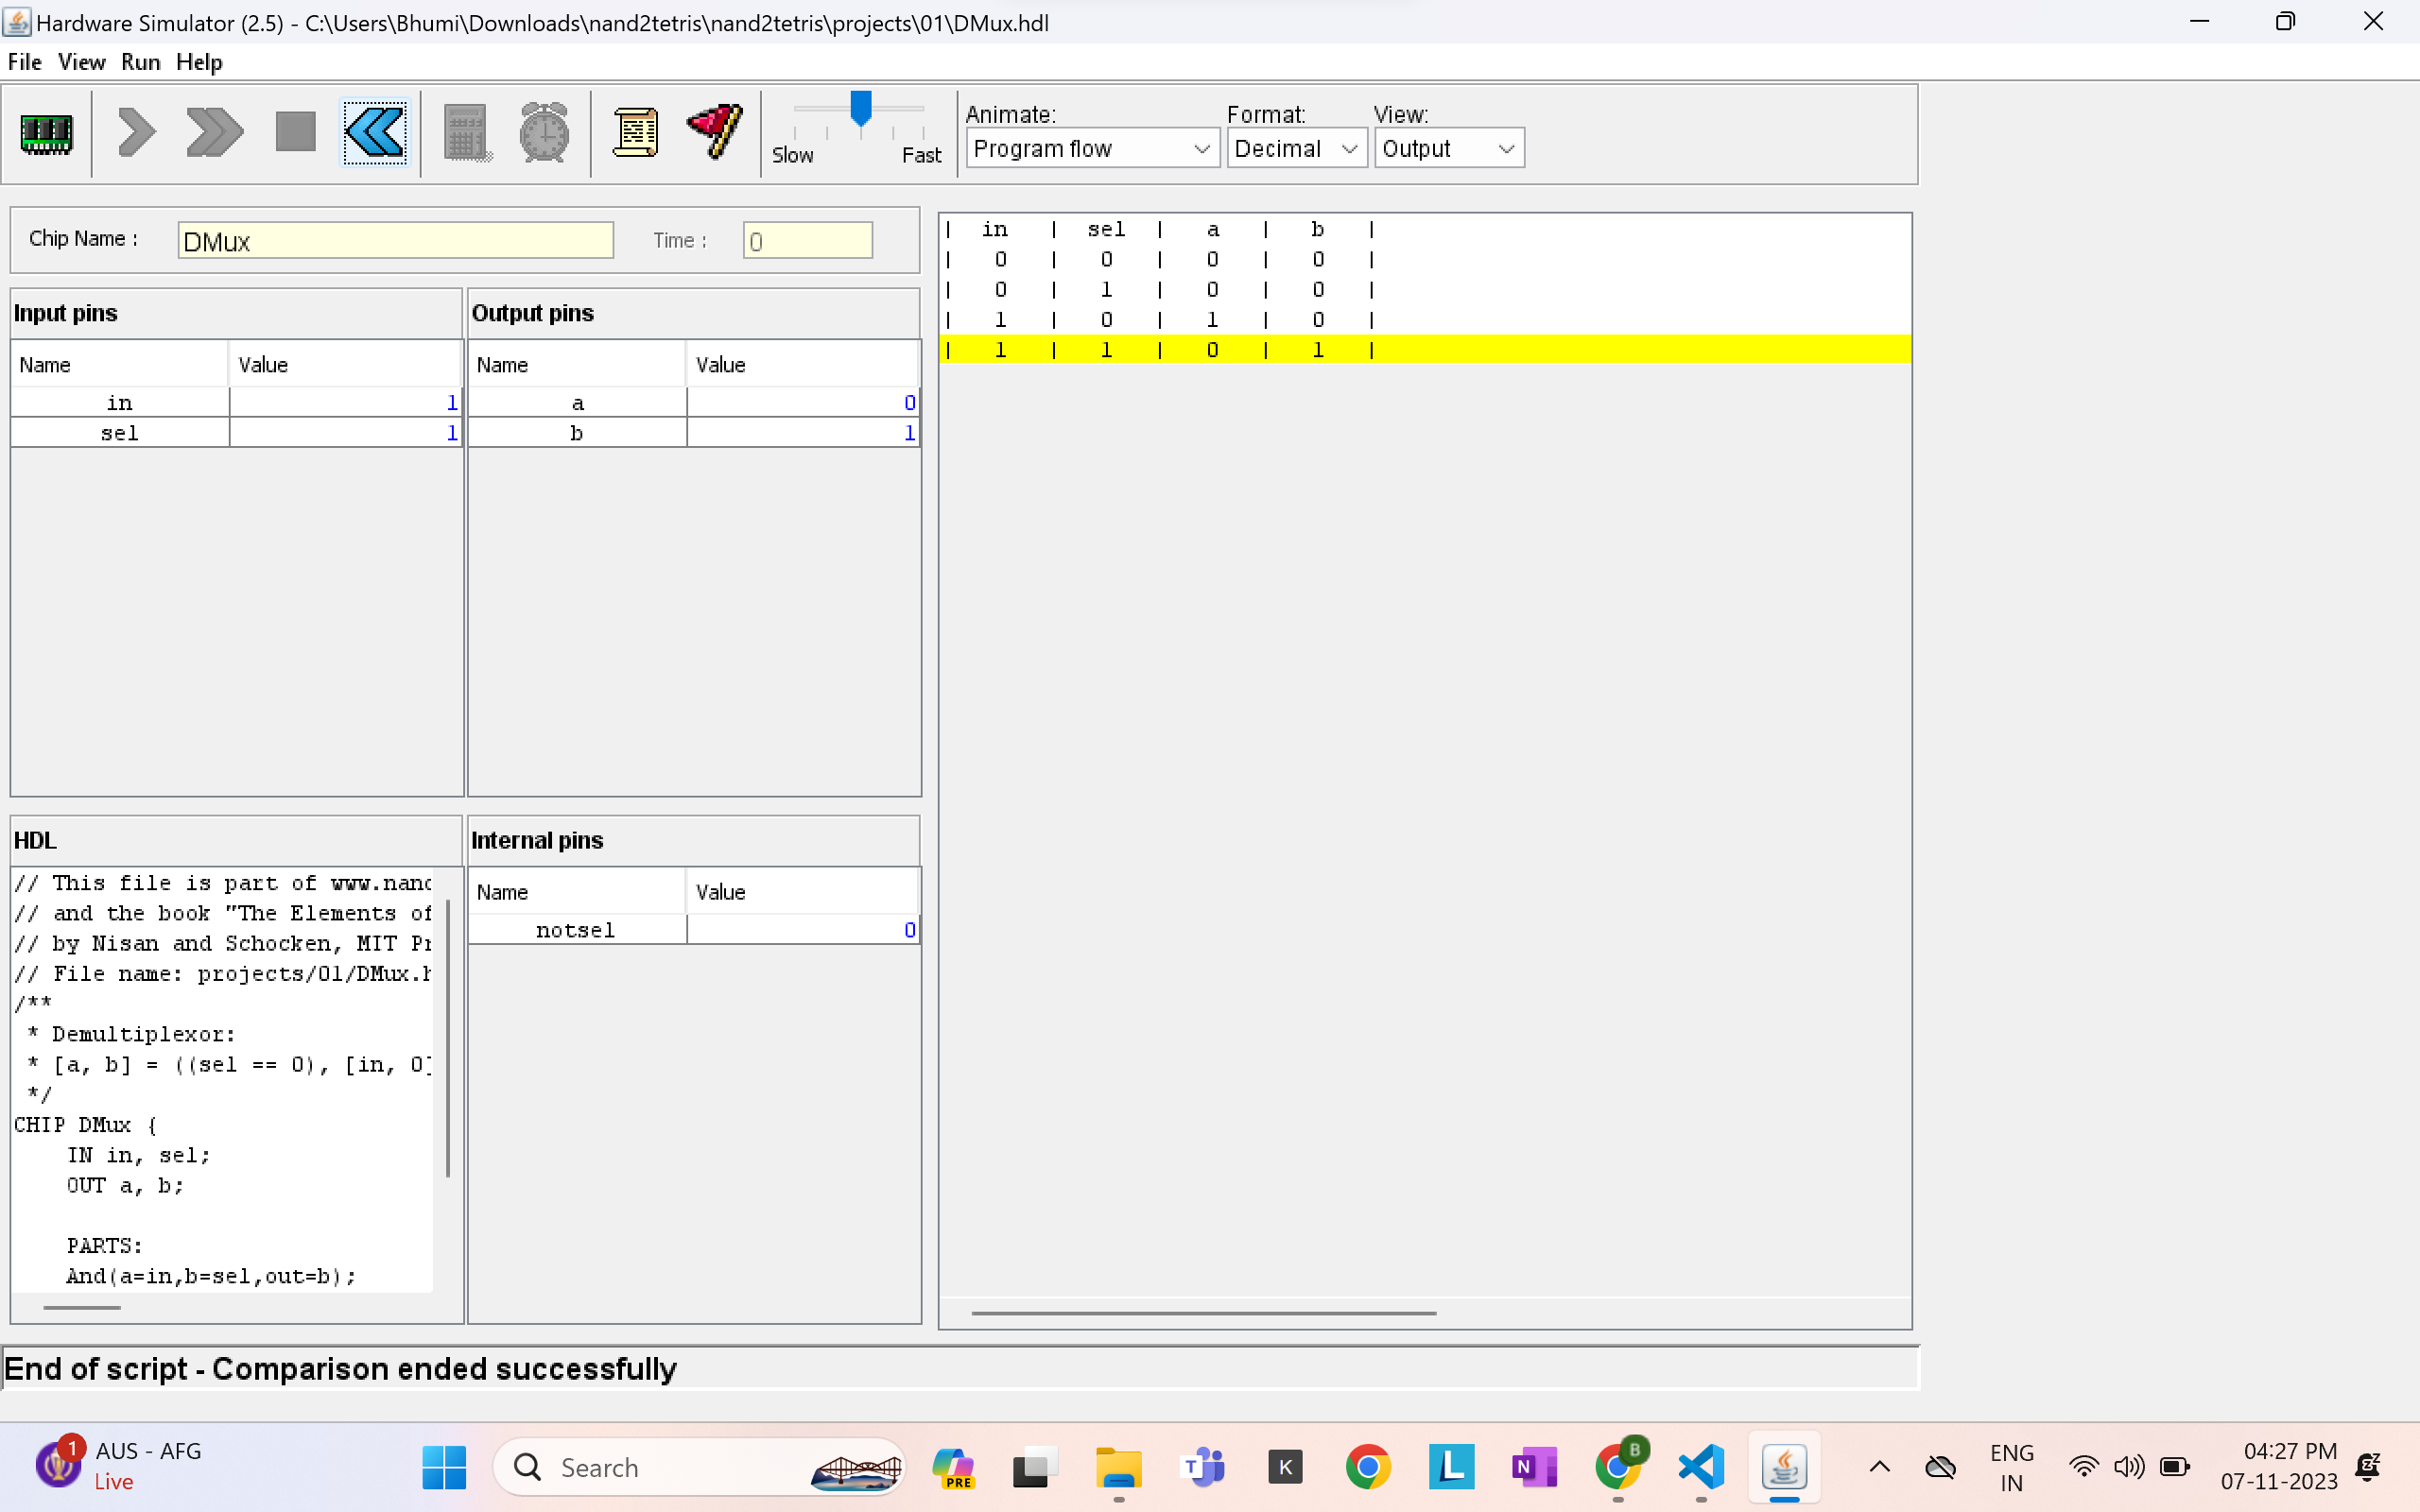 Hardware Simulator (2.5) - C:\Users\Bhumi\Downloads\nand2tetris\nand2tetris\projects\01\DMux.hdl
File View Run Help
Slow Fast
Animate: Format: View:
Program flow Decimal Output
Chip Name : DMux Time : 0
Input pins
Name Value
in 1
sel 1
Output pins
Name Value
a 0
b 1
| in | sel | a | b |
| 0 | 0 | 0 | 0 |
| 0 | 1 | 0 | 0 |
| 1 | 0 | 1 | 0 |
| 1 | 1 | 0 | 1 |
HDL
// This file is part of www.nand
// and the book "The Elements of
// by Nisan and Schocken, MIT Pr
// File name: projects/01/DMux.h
/**
* Demultiplexor:
* [a, b] = ((sel == 0), [in, 0]
*/
CHIP DMux {
IN in, sel;
OUT a, b;
PARTS:
And(a=in,b=sel,out=b);
Internal pins
Name Value
notsel 0
End of script - Comparison ended successfully
1
AUS - AFG
Live
Search
PRE
T
K
L
N
B
ENG
IN
04:27 PM
07-11-2023